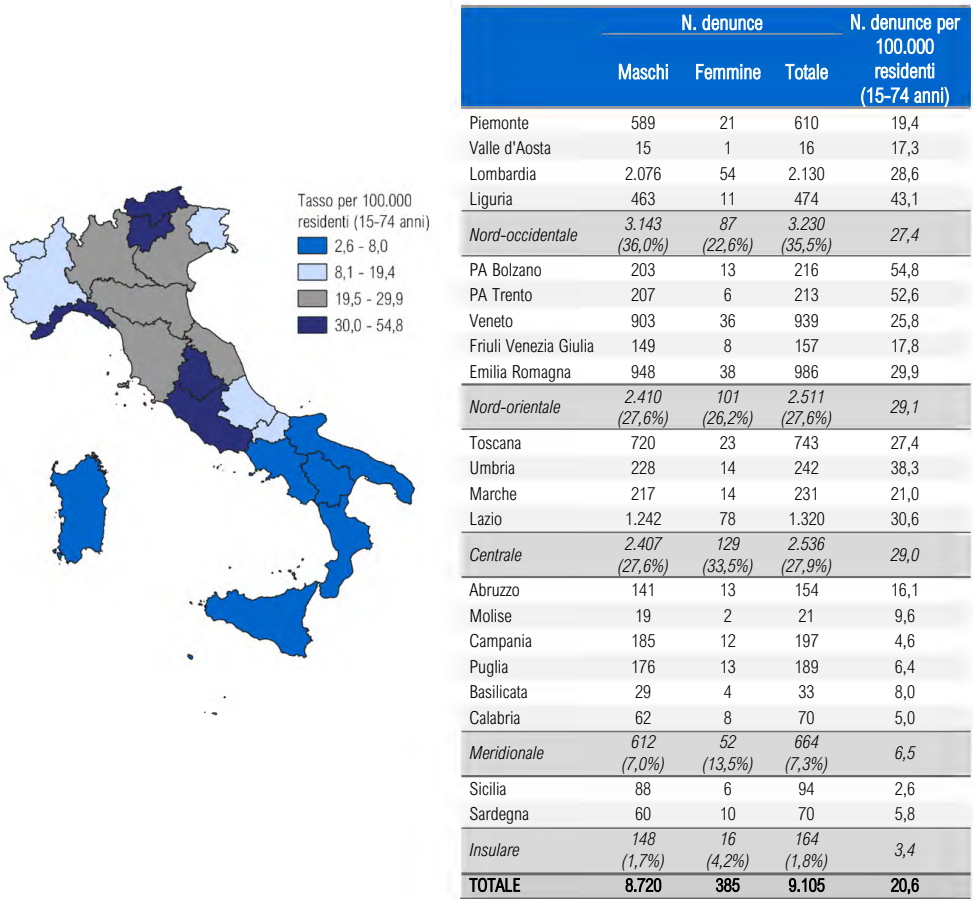 Tasso per 100.000
residenti (15-74 anni)
2,6 - 8,0
8,1 - 19,4
19,5 - 29,9
30,0 - 54,8
N. denunce
N. denunce per
100.000
residenti
(15-74 anni)
Maschi Femmine Totale
Piemonte 589 21 610 19,4
Valle d'Aosta 15 1 16 17,3
Lombardia 2.076 54 2.130 28,6
Liguria 463 11 474 43,1
Nord-occidentale 3.143 87 3.230 27,4
(36,0%) (22,6%) (35,5%)
PA Bolzano 203 13 216 54,8
PA Trento 207 6 213 52,6
Veneto 903 36 939 25,8
Friuli Venezia Giulia 149 8 157 17,8
Emilia Romagna 948 38 986 29,9
Nord-orientale 2.410 101 2.511 29,1
(27,6%) (26,2%) (27,6%)
Toscana 720 23 743 27,4
Umbria 228 14 242 38,3
Marche 217 14 231 21,0
Lazio 1.242 78 1.320 30,6
Centrale 2.407 129 2.536 29,0
(27,6%) (33,5%) (27,9%)
Abruzzo 141 13 154 16,1
Molise 19 2 21 9,6
Campania 185 12 197 4,6
Puglia 176 13 189 6,4
Basilicata 29 4 33 8,0
Calabria 62 8 70 5,0
Meridionale 612 52 664 6,5
(7,0%) (13,5%) (7,3%)
Sicilia 88 6 94 2,6
Sardegna 60 10 70 5,8
Insulare 148 16 164 3,4
(1,7%) (4,2%) (1,8%)
TOTALE 8.720 385 9.105 20,6